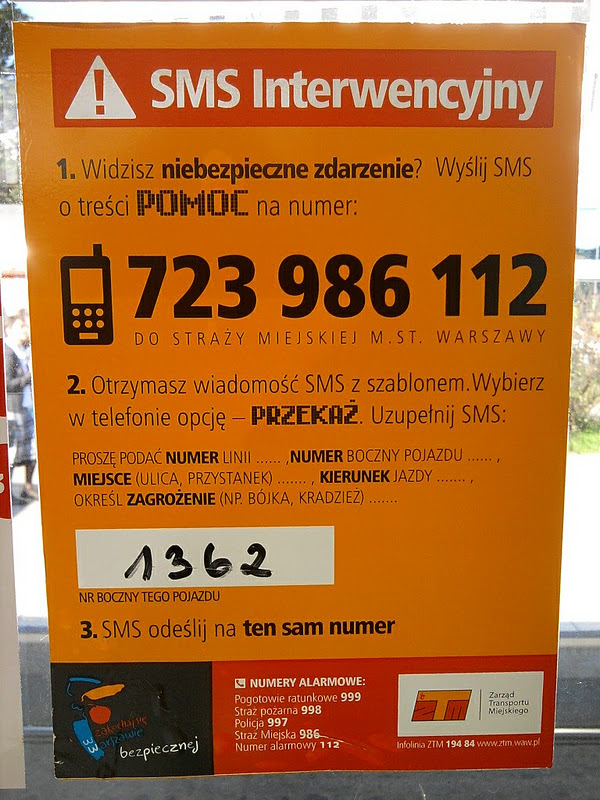 SMS Interwencyjny
1. Widzisz niebezpieczne zdarzenie? Wyślij SMS
o treści POMOC na numer:
723 986 112
DO STRAŻY MIEJSKIEJ M.ST. WARSZAWY
2. Otrzymasz wiadomość SMS z szablonem.Wybierz
w telefonie opcję – PRZEKAŻ. Uzupełnij SMS:
PROSZĘ PODAĆ NUMER LINII ...... ,NUMER BOCZNY POJAZDU ...... ,
MIEJSCE (ULICA, PRZYSTANEK) ....... , KIERUNEK JAZDY ....... ,
OKREŚL ZAGROŻENIE (NP. BÓJKA, KRADZIEŻ) .......
1362
NR BOCZNY TEGO POJAZDU
3. SMS odeślij na ten sam numer
zakochaj się
w Warszawie
bezpiecznej
NUMERY ALARMOWE:
Pogotowie ratunkowe 999
Straż pożarna 998
Policja 997
Straż Miejska 986
Numer alarmowy 112
Zarząd
Transportu
Miejskiego
Infolinia ZTM 194 84 www.ztm.waw.pl